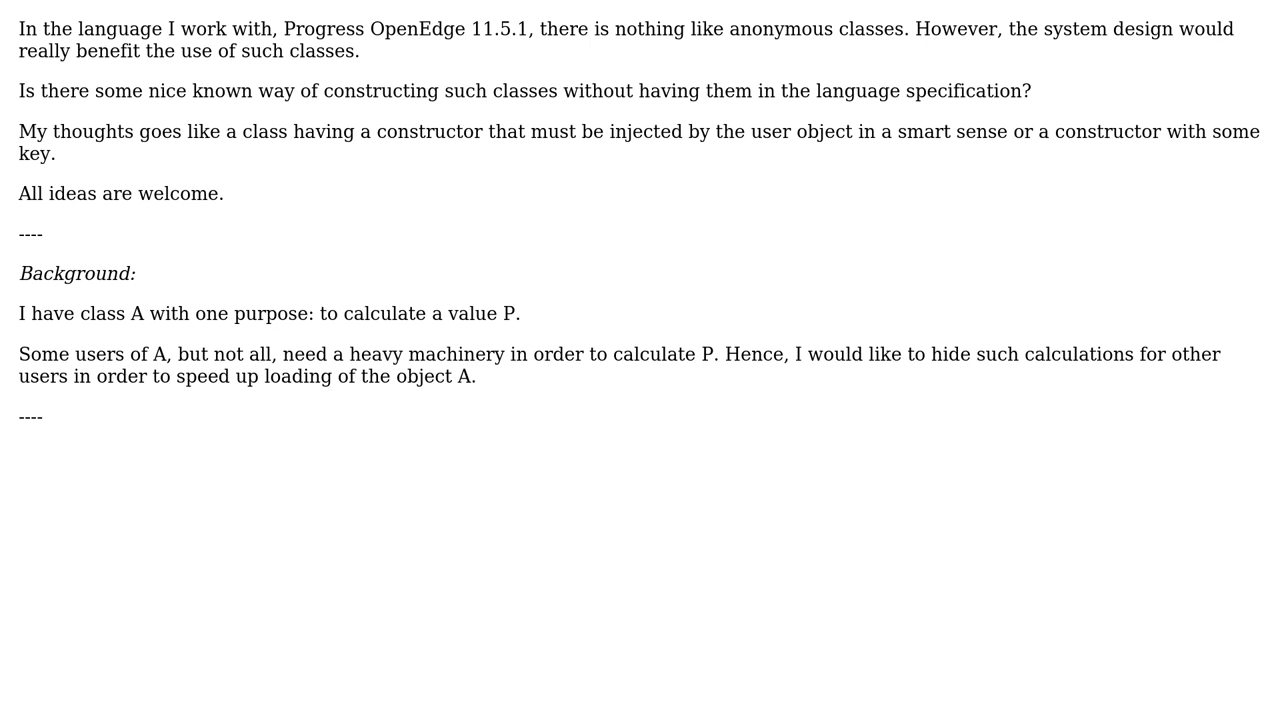 In the language I work with, Progress OpenEdge 11.5.1, there is nothing like anonymous classes. However, the system design would
really benefit the use of such classes.
Is there some nice known way of constructing such classes without having them in the language specification?
My thoughts goes like a class having a constructor that must be injected by the user object in a smart sense or a constructor with some
key.
All ideas are welcome.
----
Background:
I have class A with one purpose: to calculate a value P.
Some users of A, but not all, need a heavy machinery in order to calculate P. Hence, I would like to hide such calculations for other
users in order to speed up loading of the object A.
----